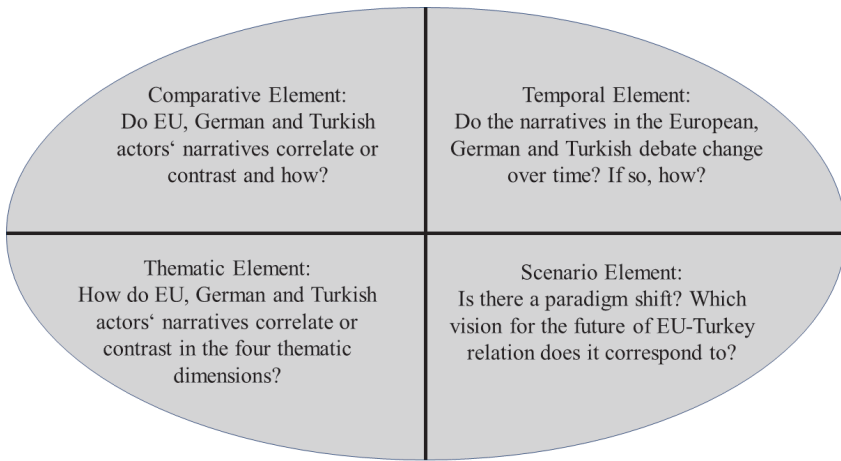 Comparative Element:
Do EU, German and Turkish
actors‘ narratives correlate or
contrast and how?
Temporal Element:
Do the narratives in the European,
German and Turkish debate change
over time? If so, how?
Thematic Element:
How do EU, German and Turkish
actors‘ narratives correlate or
contrast in the four thematic
dimensions?
Scenario Element:
Is there a paradigm shift? Which
vision for the future of EU-Turkey
relation does it correspond to?